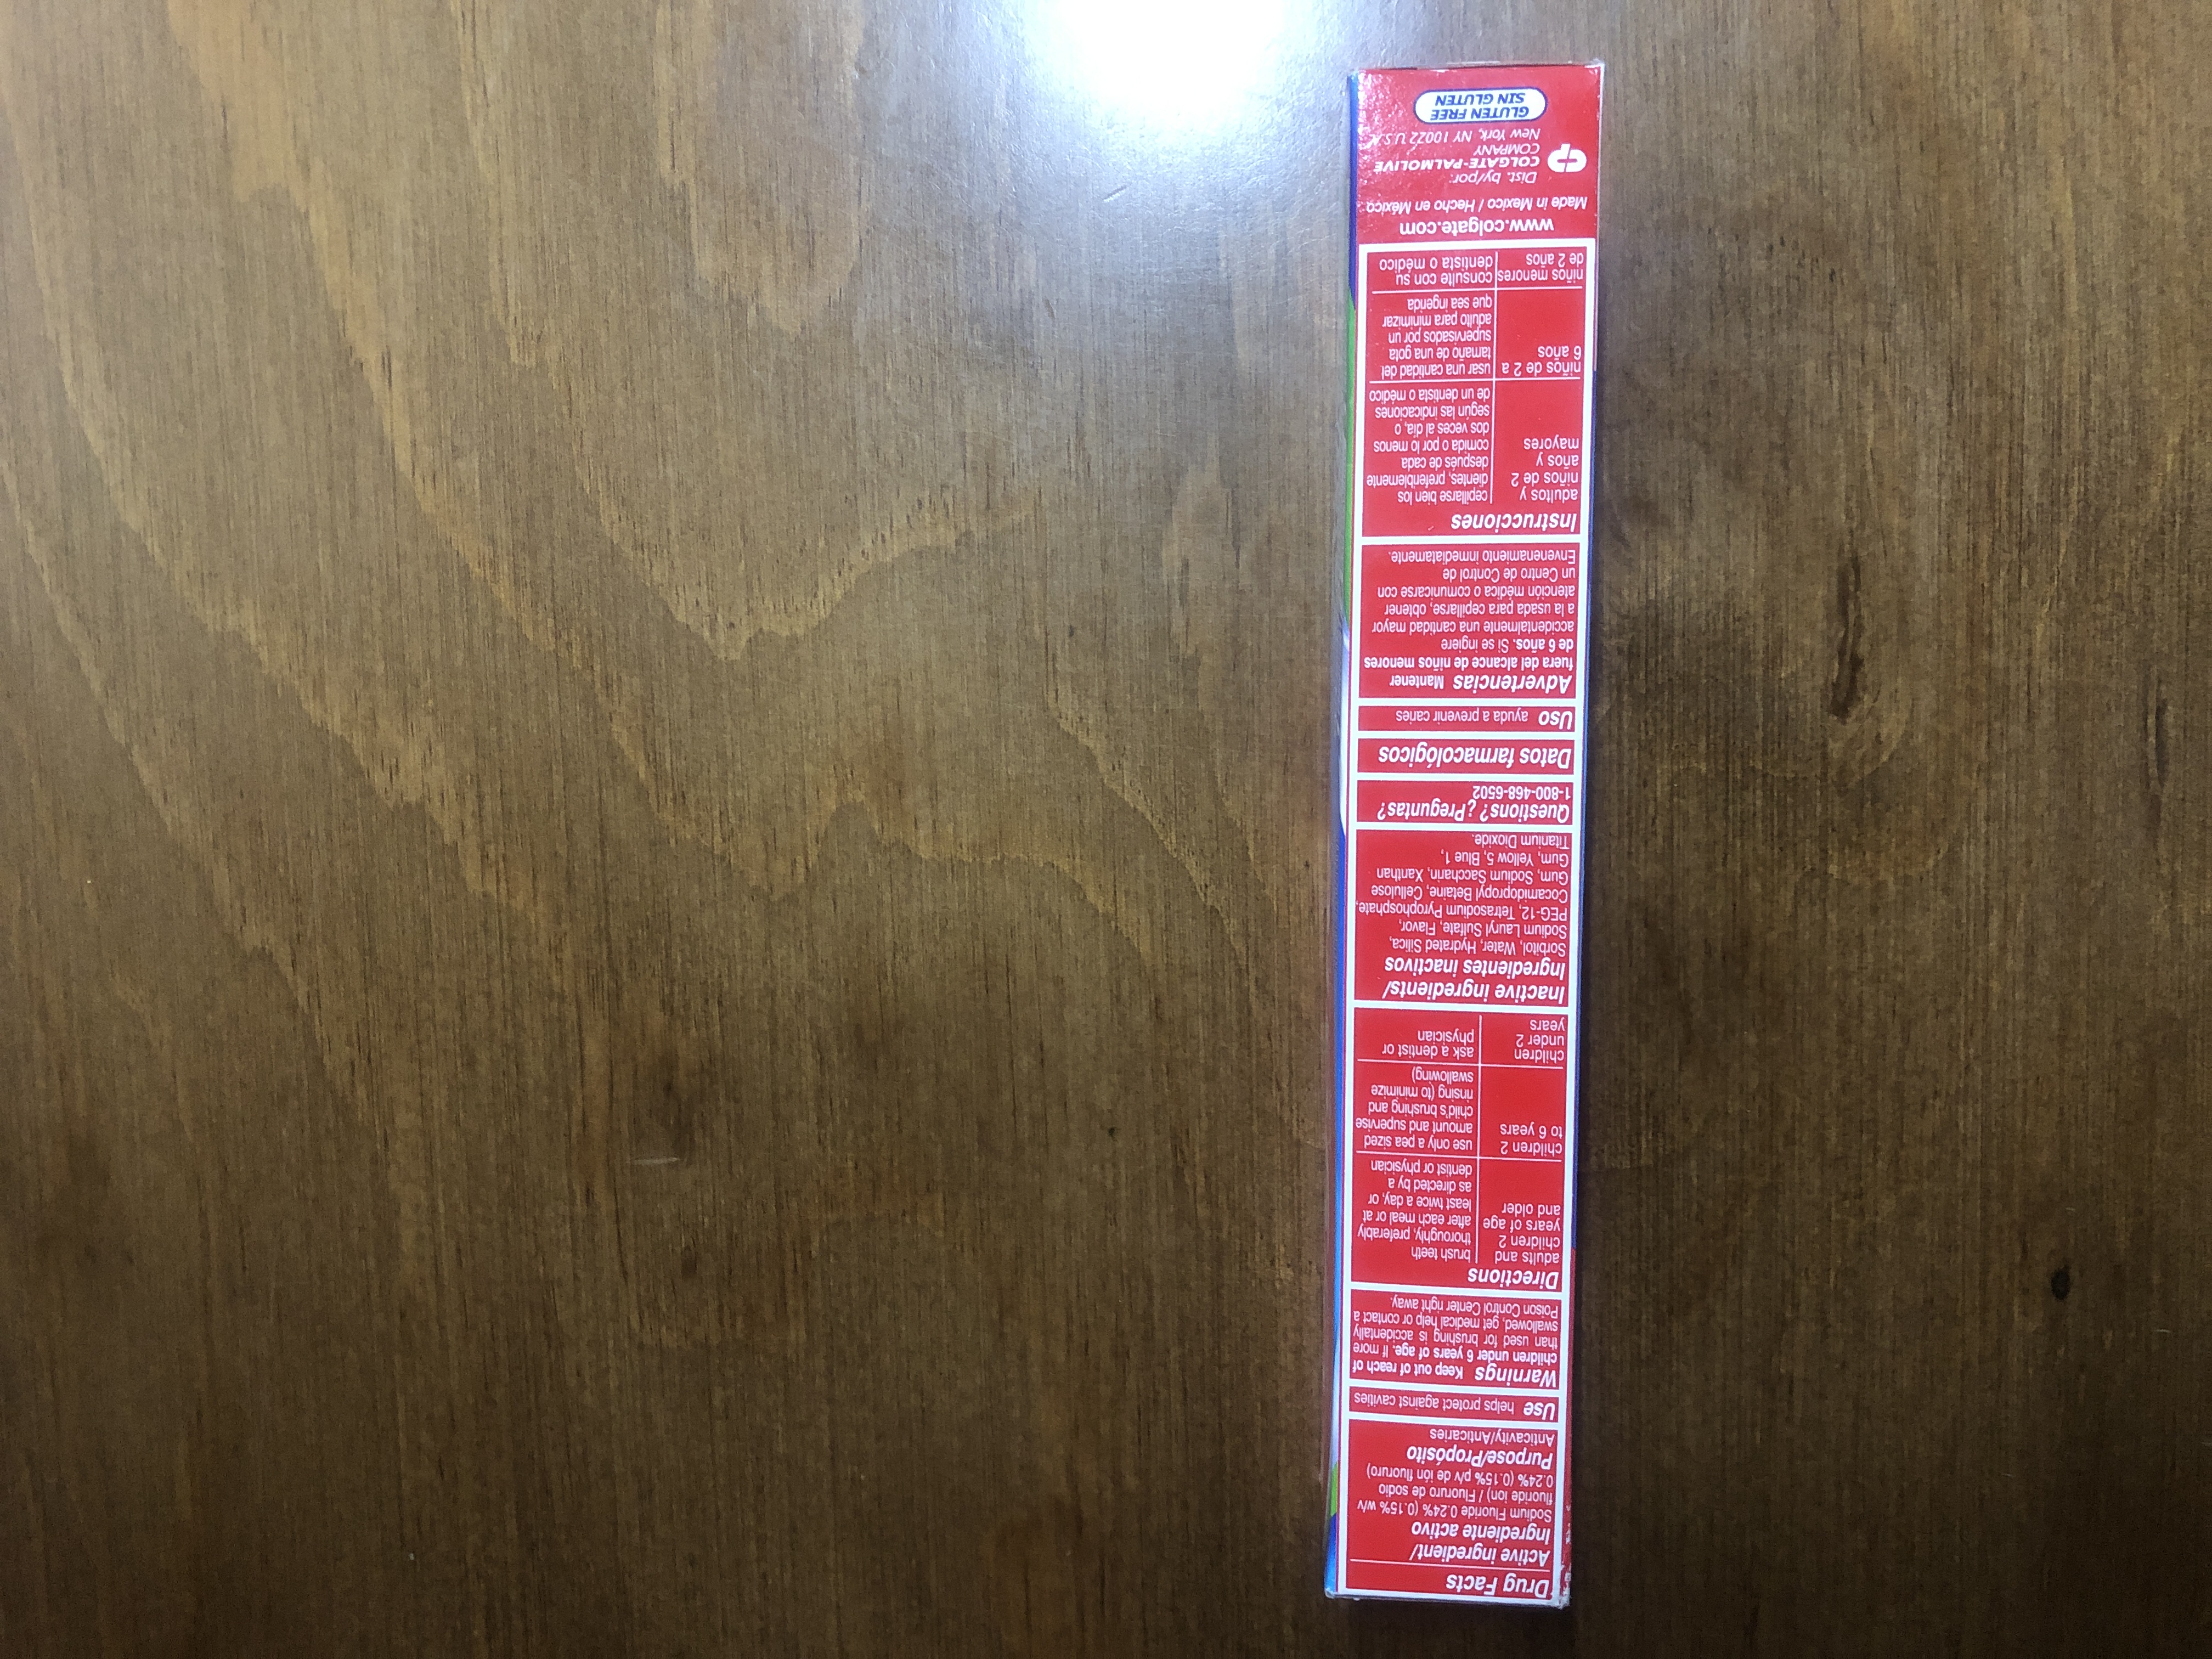 Drug Facts
Active ingredient/
Ingrediente activo
Sodium Fluoride 0.24% (0.15% w/v
fluoride ion) / Fluoruro de sodio
0.24% (0.15% p/v de ión fluoruro)
Purpose/Propósito
Anticavity/Anticaries
Use helps protect against cavities
Warnings Keep out of reach of
children under 6 years of age. If more
than used for brushing is accidentally
swallowed, get medical help or contact a
Poison Control Center right away.
Directions
adults and
children 2
years of age
and older
brush teeth
thoroughly, preferably
after each meal or at
least twice a day, or
as directed by a
dentist or physician
children 2
to 6 years
use only a pea sized
amount and supervise
child's brushing and
rinsing (to minimize
swallowing)
children
under 2
years
ask a dentist or
physician
Inactive ingredients/
Ingredientes inactivos
Sorbitol, Water, Hydrated Silica,
Sodium Lauryl Sulfate, Flavor,
PEG-12, Tetrasodium Pyrophosphate,
Cocamidopropyl Betaine, Cellulose
Gum, Sodium Saccharin, Xanthan
Gum, Yellow 5, Blue 1,
Titanium Dioxide.
Questions? ¿Preguntas?
1-800-468-6502
Datos farmacológicos
Uso ayuda a prevenir caries
Advertencias Mantener
fuera del alcance de niños menores
de 6 años. Si se ingiere
accidentalmente una cantidad mayor
a la usada para cepillarse, obtener
atención médica o comunicarse con
un Centro de Control de
Envenenamiento inmediatamente.
Instrucciones
adultos y
niños de 2
años y
mayores
cepillarse bien los
dientes, preferiblemente
después de cada
comida o por lo menos
dos veces al día, o
según las indicaciones
de un dentista o médico
niños de 2 a
6 años
usar una cantidad del
tamaño de una gota
supervisados por un
adulto para minimizar
que sea ingerida
niños menores
de 2 años
consulte con su
dentista o médico
www.colgate.com
Made in Mexico / Hecho en México
Dist. by/por:
COLGATE-PALMOLIVE
COMPANY
New York, NY 10022 U.S.A.
GLUTEN FREE
SIN GLUTEN